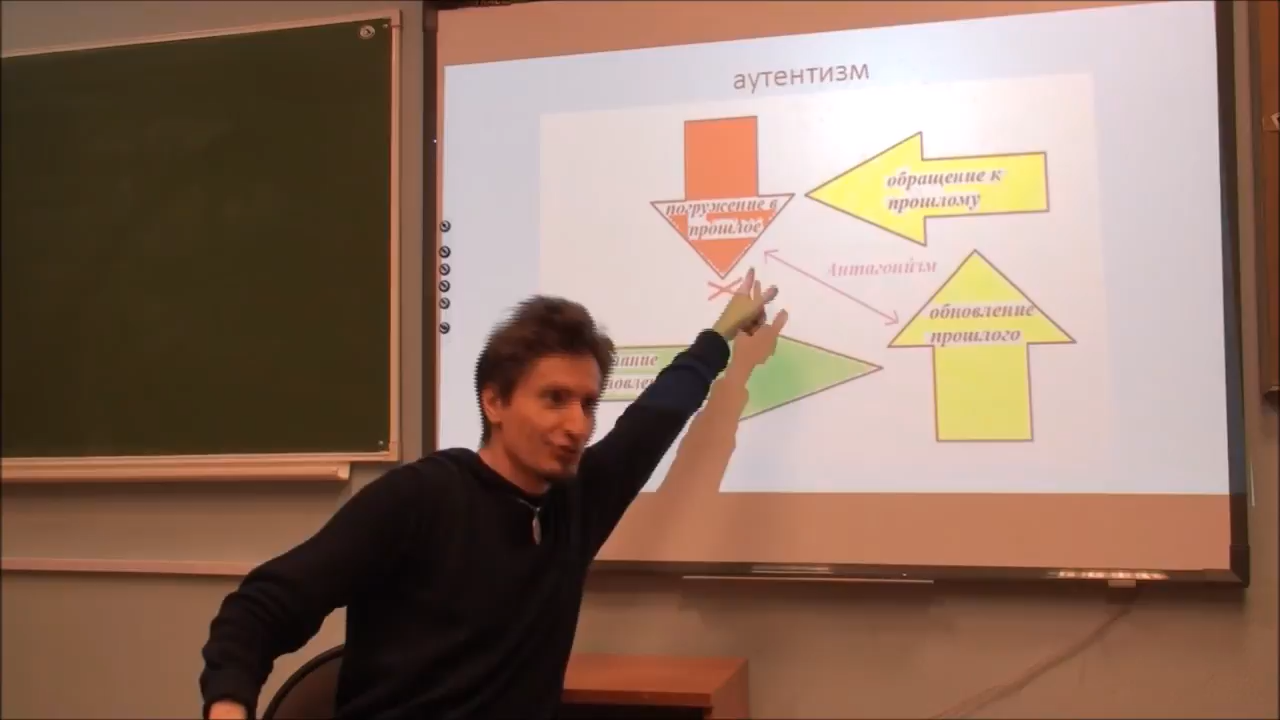 аутентизм
погружение в
прошлое
обращение к
прошлому
Антагонизм
обновление
прошлого